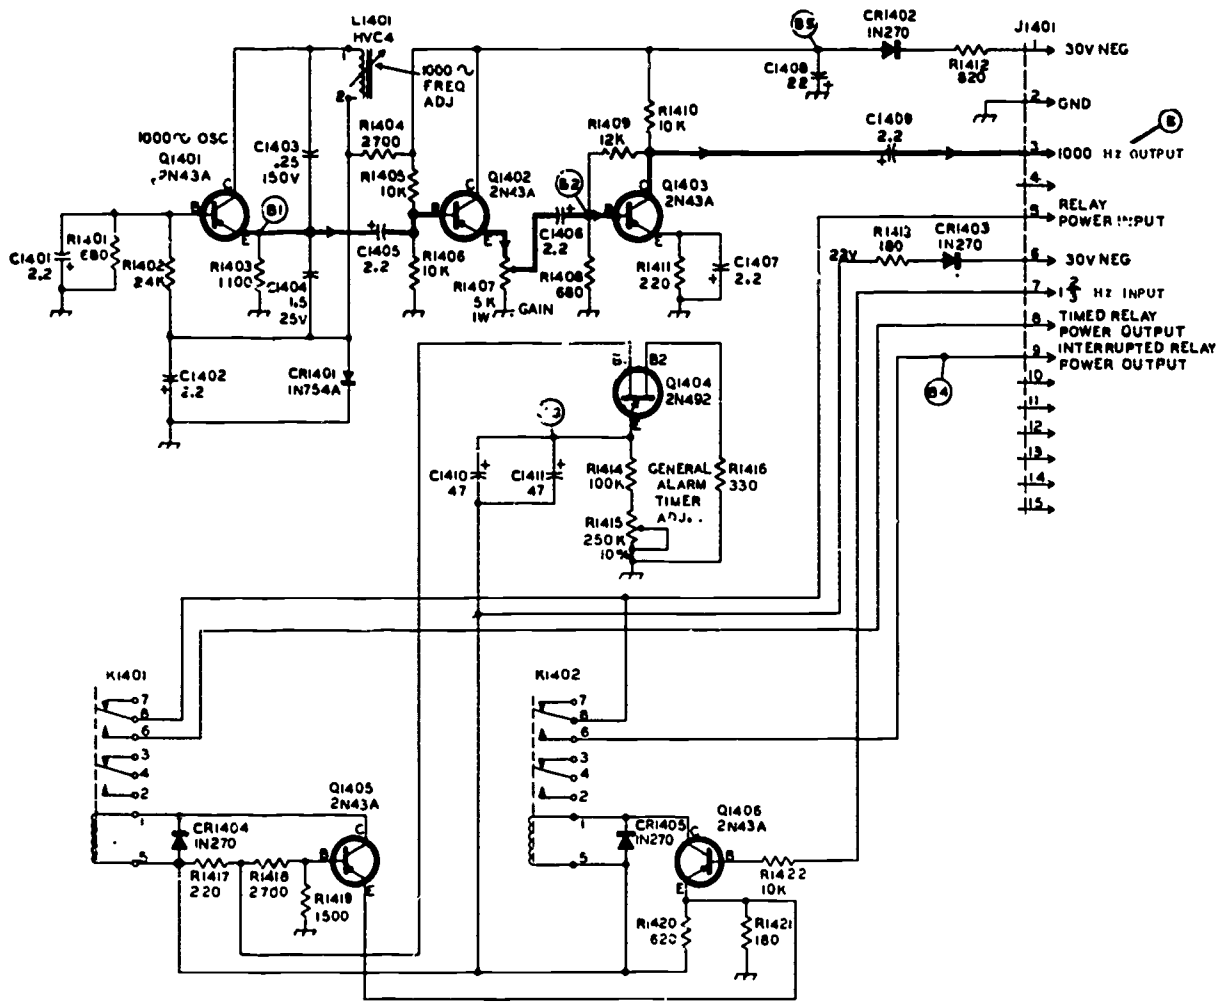 L1401
HVC4
1
2
1000 ~
FREQ
ADJ
B5
CR1402
1N270
J1401
1
30V NEG
C1408
22
+
R1412
820
2
GND
1000 ~ OSC
Q1401
2N43A
C
B
E
B1
C1403
.25
150V
R1404
2700
R1405
10K
Q1402
2N43A
C
B
E
B2
R1409
12K
R1410
10K
Q1403
2N43A
C
B
E
C1409
2.2
+
B
3
1000 HZ OUTPUT
4
RELAY
5
POWER INPUT
C1401
2.2
+
R1401
680
R1402
24K
R1403
1100
C1404
1.5
25V
C1405
2.2
+
R1406
10K
R1407
5K
1W
GAIN
C1406
2.2
+
R1408
680
R1411
220
C1407
2.2
+
22V
R1413
180
CR1403
1N270
6
30V NEG
7
1 2/3 HZ INPUT
8
TIMED RELAY
POWER OUTPUT
9
INTERRUPTED RELAY
POWER OUTPUT
B4
10
11
12
13
14
15
C1402
2.2
+
CR1401
1N754A
B2
Q1404
2N492
E
C1410
47
+
C1411
47
+
R1414
100K
GENERAL
ALARM
TIMER
ADJ.
R1416
330
R1415
250K
10%
K1401
7
8
6
3
4
2
1
5
CR1404
1N270
R1417
220
R1418
2700
R1419
1500
Q1405
2N43A
C
B
E
K1402
7
8
6
3
4
2
1
5
CR1405
1N270
Q1406
2N43A
C
B
E
R1422
10K
R1420
620
R1421
180